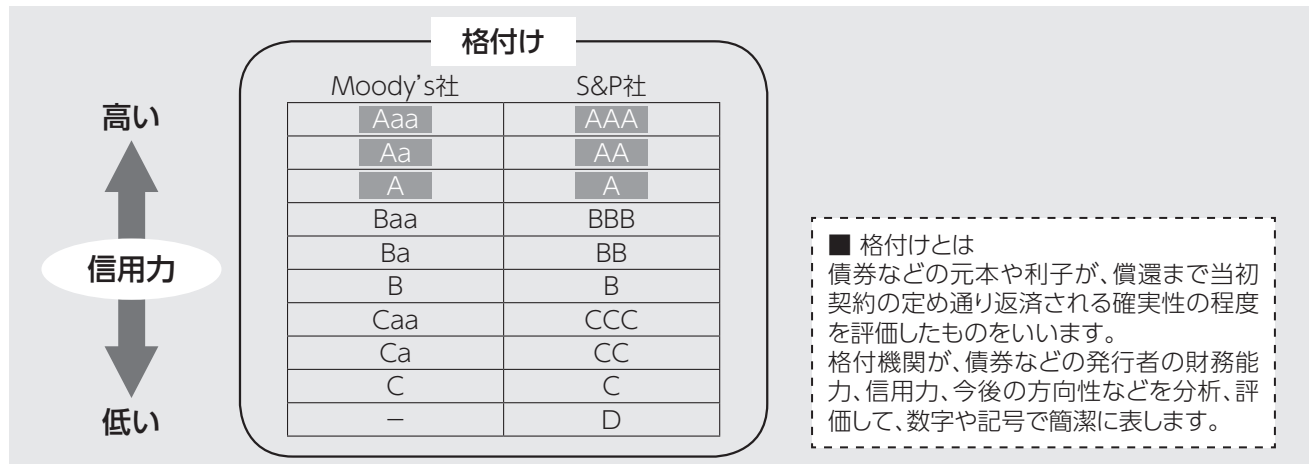 格付け
Moody's社 S&P社
高い
Aaa AAA
Aa AA
A A
Baa BBB
Ba BB
信用力
B B
Caa CCC
Ca CC
C C
低い
− D
■ 格付けとは
債券などの元本や利子が、償還まで当初
契約の定め通り返済される確実性の程度
を評価したものをいいます。
格付機関が、債券などの発行者の財務能
力、信用力、今後の方向性などを分析、評
価して、数字や記号で簡潔に表します。